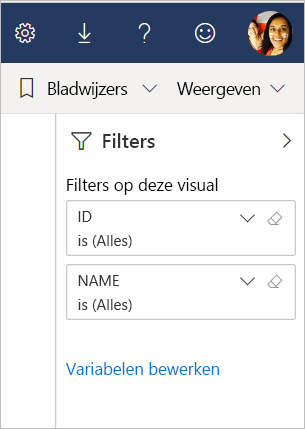 Bladwijzers Weergeven
Filters
Filters op deze visual
ID
is (Alles)
NAME
is (Alles)
Variabelen bewerken